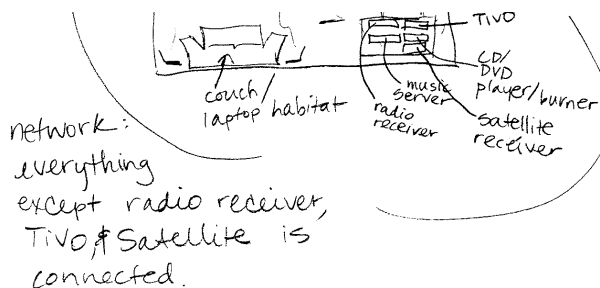 TiVO
CD/
DVD
player/burner
couch
laptop/habitat
music
server
radio
receiver
satellite
receiver
network:
everything
except radio receiver,
TiVO, & Satellite is
connected.